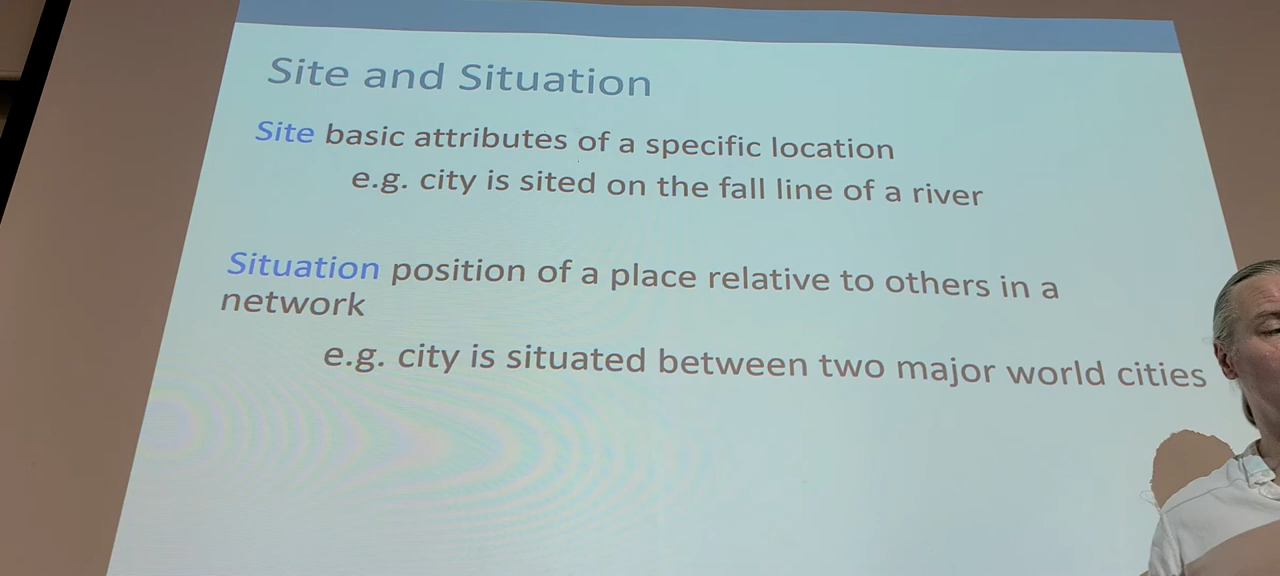 Site and Situation
Site basic attributes of a specific location
e.g. city is sited on the fall line of a river
Situation position of a place relative to others in a
network
e.g. city is situated between two major world cities